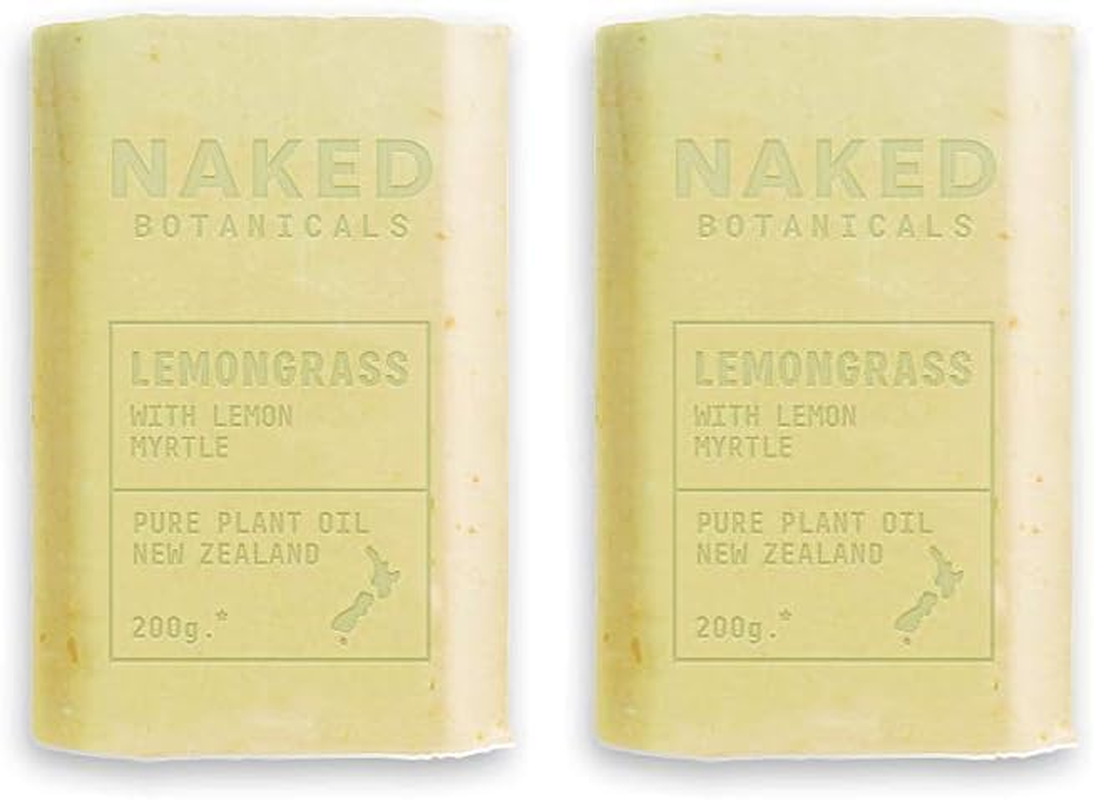 NAKED
BOTANICALS
LEMONGRASS
WITH LEMON
MYRTLE
PURE PLANT OIL
NEW ZEALAND
200g.*
NAKED
BOTANICALS
LEMONGRASS
WITH LEMON
MYRTLE
PURE PLANT OIL
NEW ZEALAND
200g.*